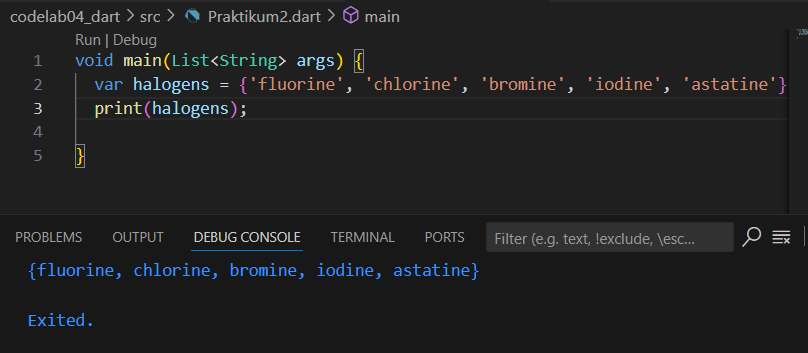 codelab04_dart > src > Praktikum2.dart > main
Run | Debug
1 void main(List<String> args) {
2 var halogens = {'fluorine', 'chlorine', 'bromine', 'iodine', 'astatine'}
3 print(halogens);
4
5 }
PROBLEMS OUTPUT DEBUG CONSOLE TERMINAL PORTS Filter (e.g. text, !exclude, \esc...
{fluorine, chlorine, bromine, iodine, astatine}
Exited.